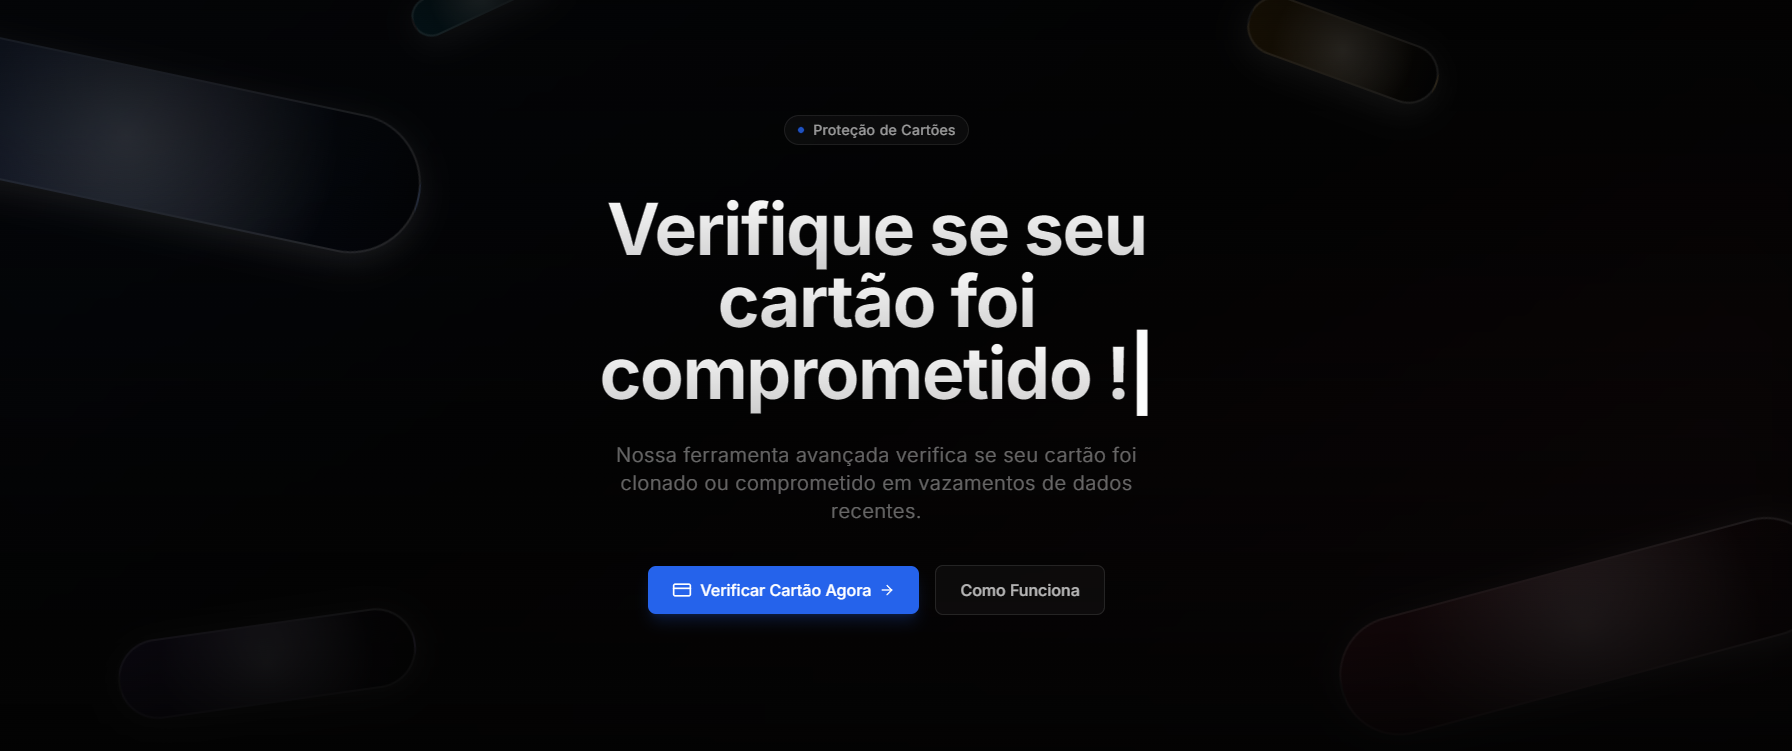 Proteção de Cartões
Verifique se seu
cartão foi
comprometido !|
Nossa ferramenta avançada verifica se seu cartão foi
clonado ou comprometido em vazamentos de dados
recentes.
Verificar Cartão Agora →
Como Funciona